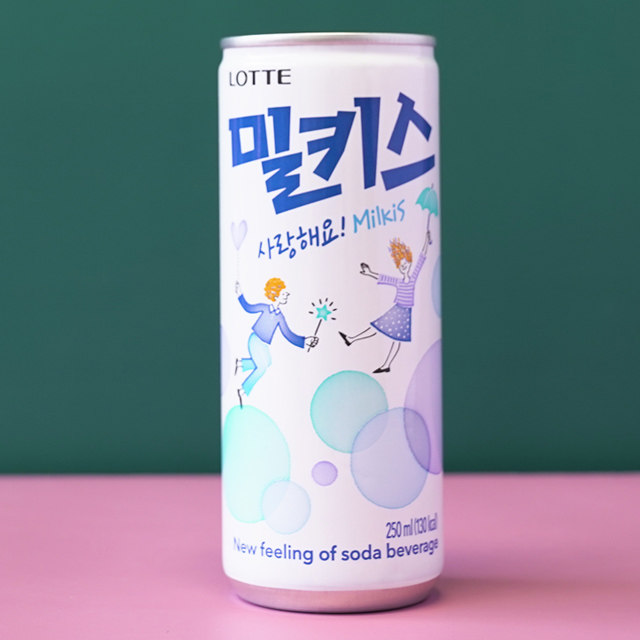 LOTTE
밀키스
사랑해요! Milkis
250 ml (130 kcal)
New feeling of soda beverage